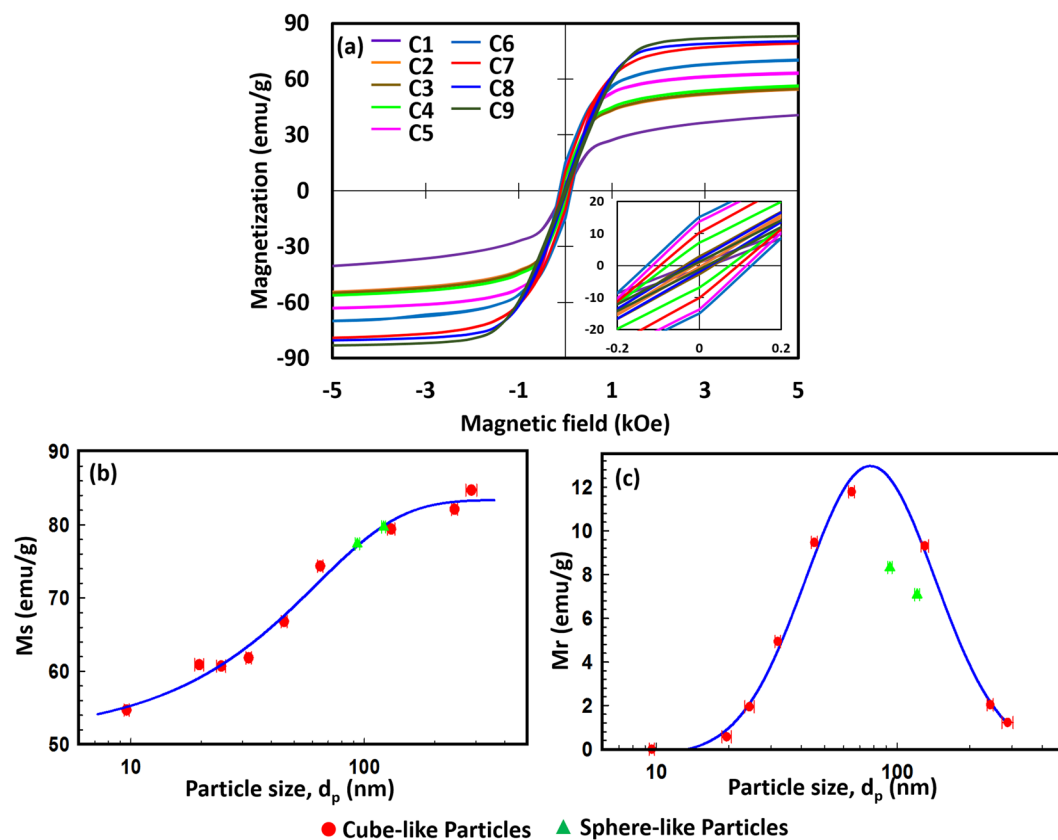 (a)
C1 C6
C2 C7
C3 C8
C4 C9
C5
90
60
30
0
-30
-60
-90
Magnetization (emu/g)
-5 -3 -1 1 3 5
Magnetic field (kOe)
20
10
0
-10
-20
-0.2 0 0.2
(b)
90
80
70
60
50
Ms (emu/g)
10 100
Particle size, dp (nm)
(c)
12
10
8
6
4
2
0
Mr (emu/g)
10 100
Particle size, dp (nm)
Cube-like Particles Sphere-like Particles